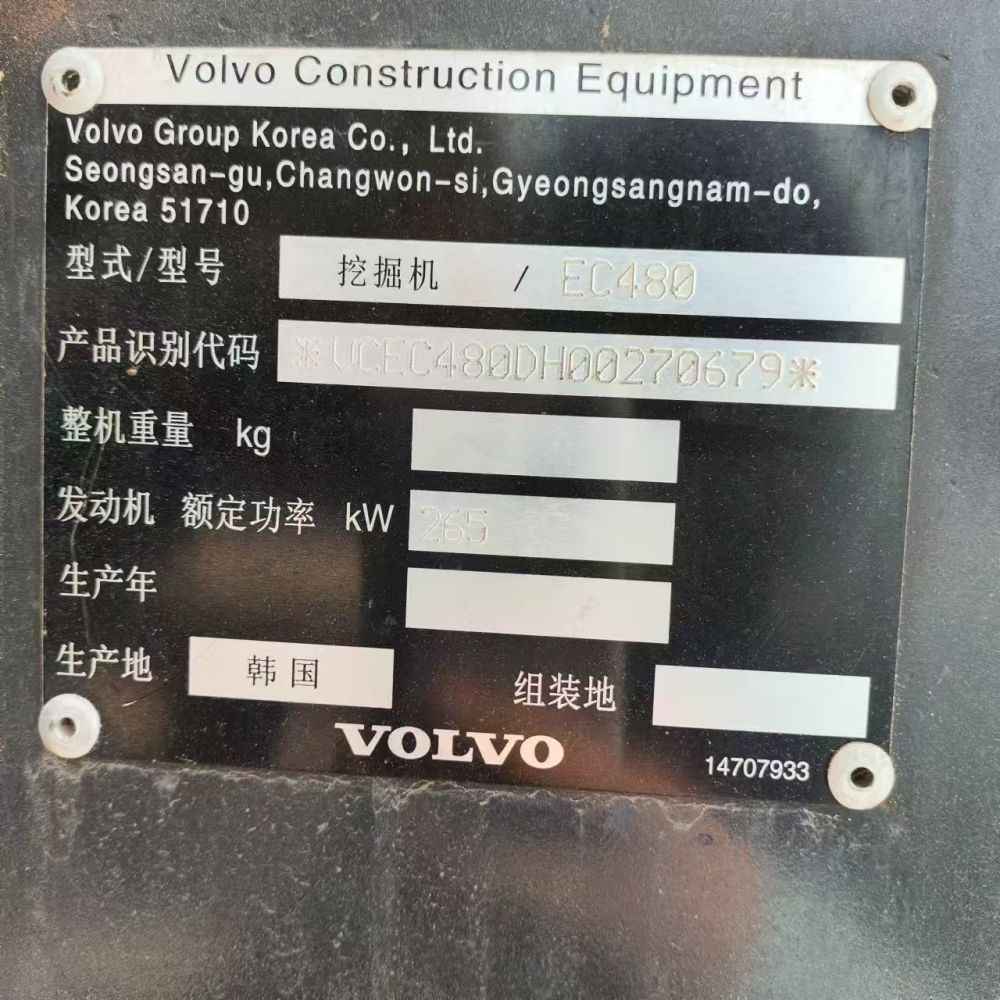 Volvo Construction Equipment
Volvo Group Korea Co., Ltd.
Seongsan-gu,Changwon-si,Gyeongsangnam-do,
Korea 51710
型式/型号 挖掘机 / EC480
产品识别代码 *VCEC480DH00270679*
整机重量 kg
发动机 额定功率 kW 265
生产年
生产地 韩国 组装地
VOLVO 14707933